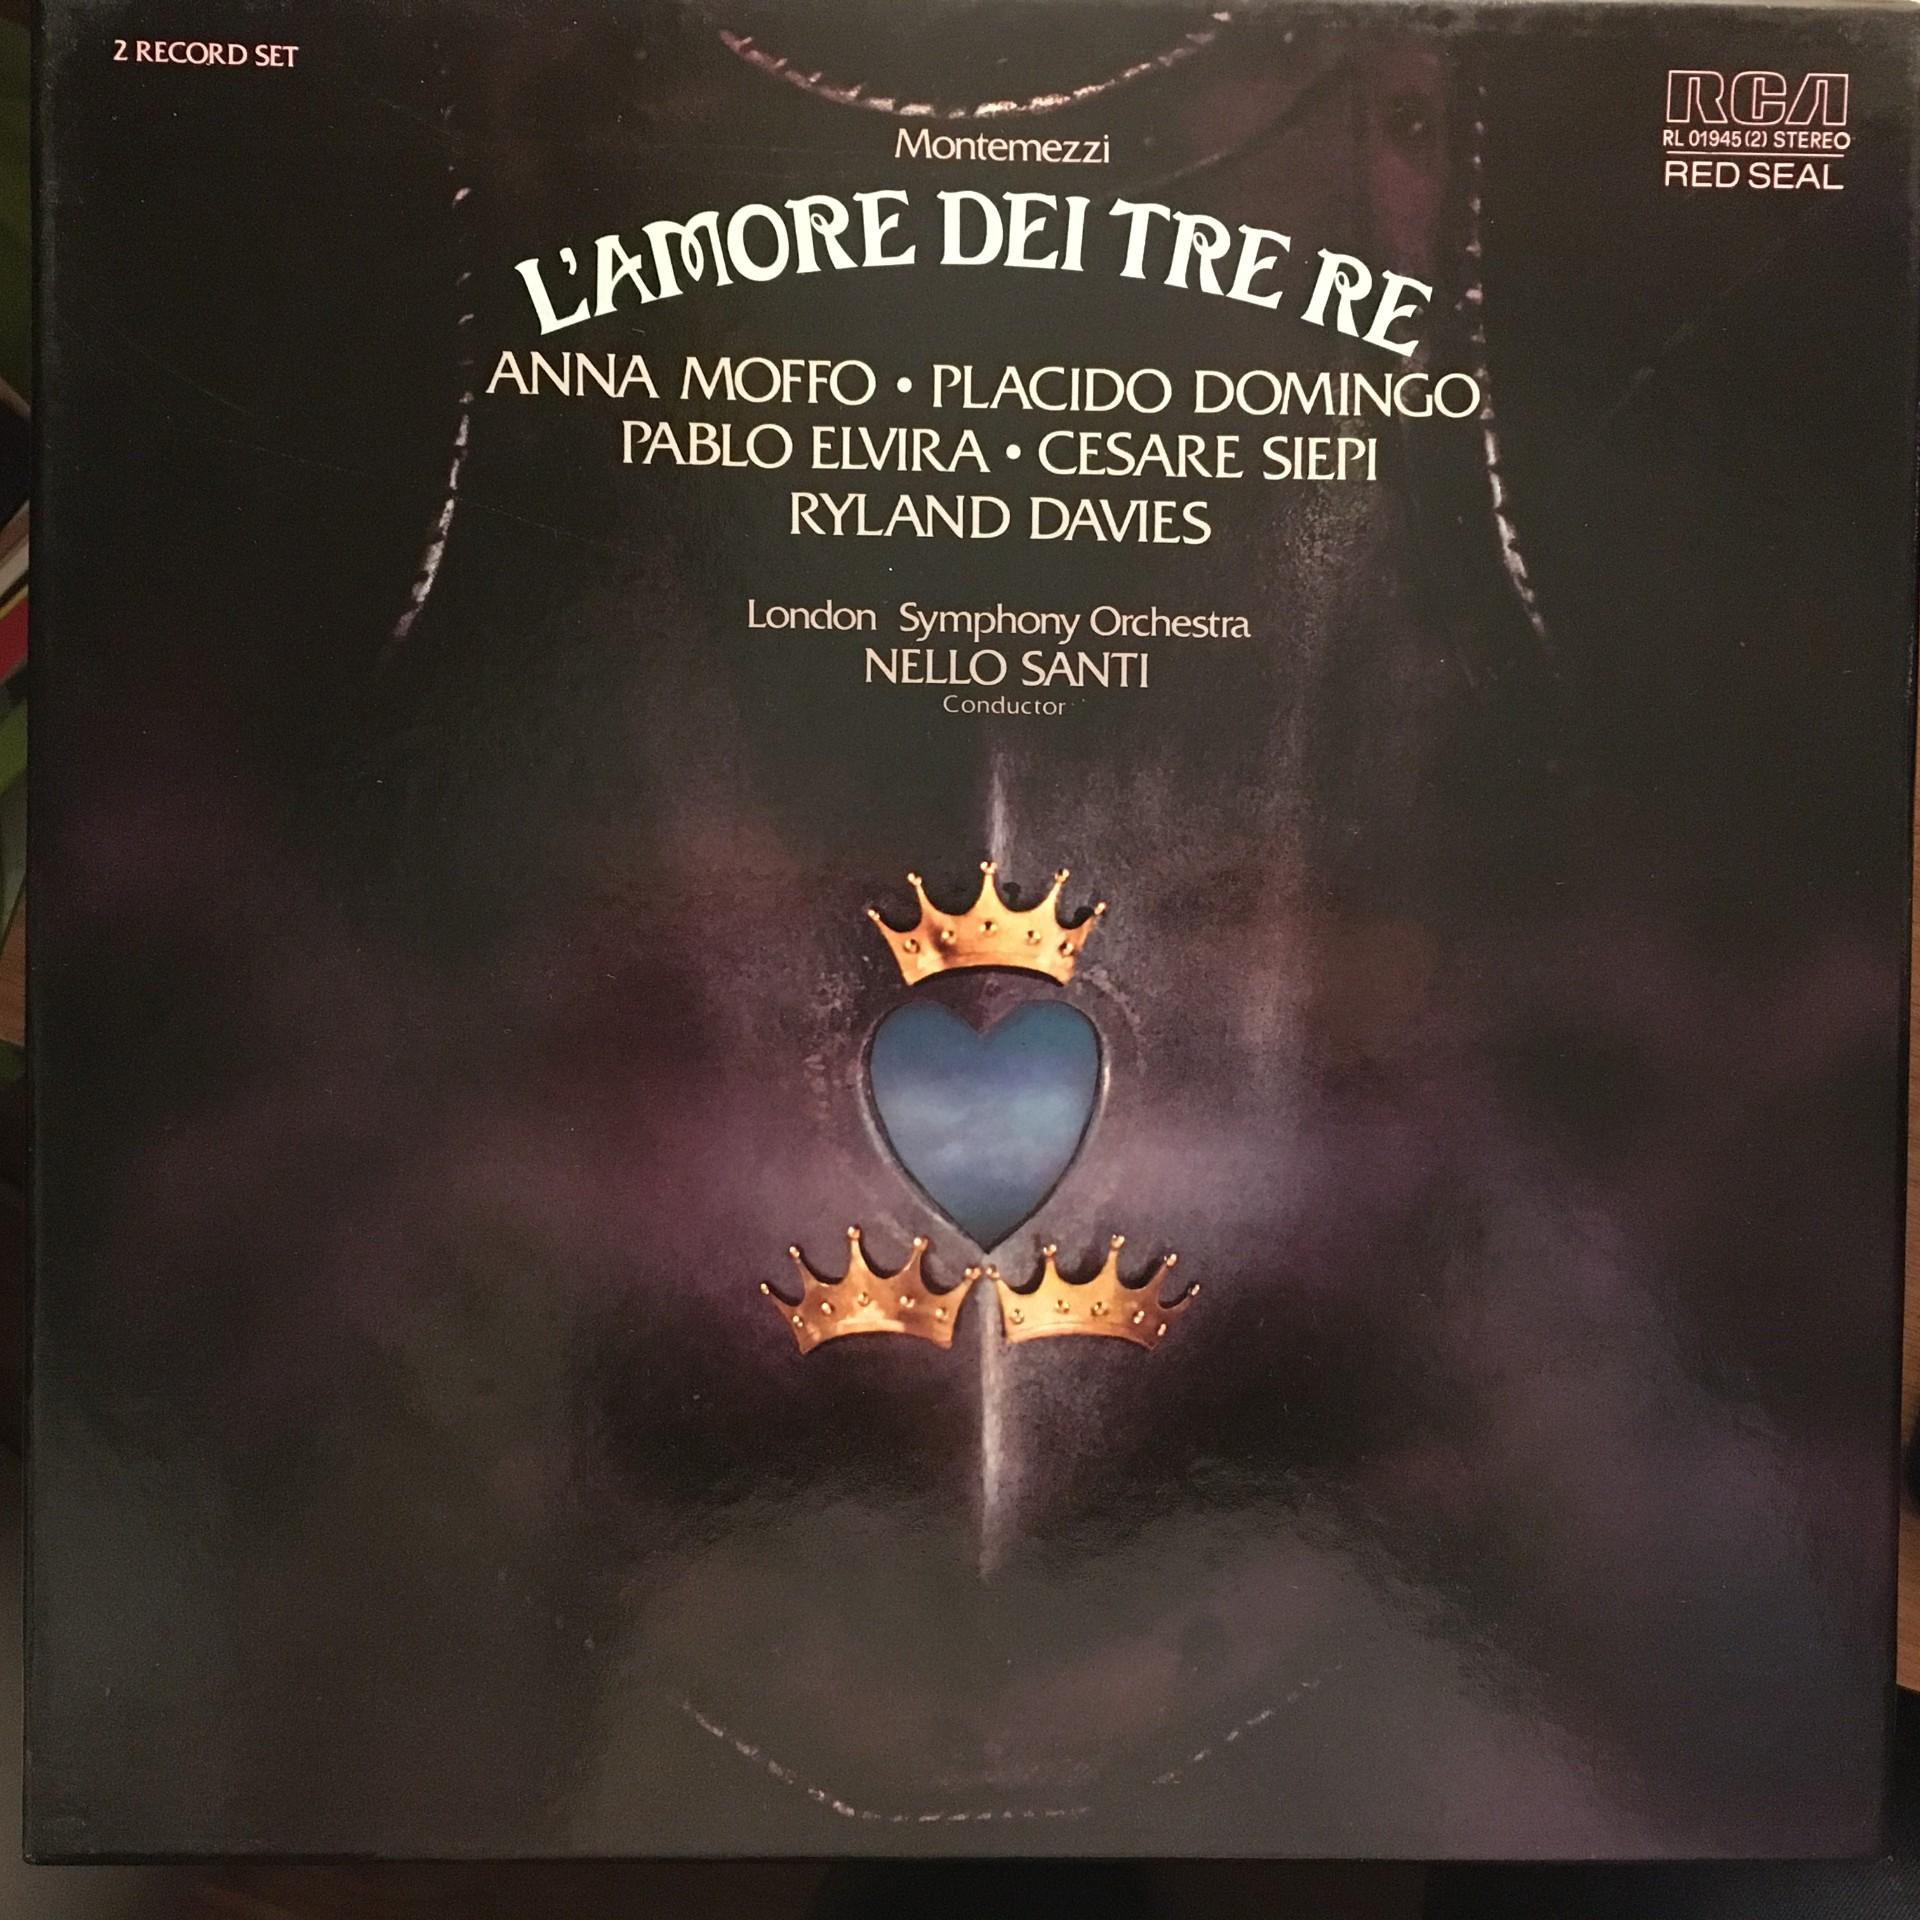 2 RECORD SET
RCA
RL 01945(2) STEREO
RED SEAL
Montemezzi
L'AMORE DEI TRE RE
ANNA MOFFO • PLACIDO DOMINGO
PABLO ELVIRA • CESARE SIEPI
RYLAND DAVIES
London Symphony Orchestra
NELLO SANTI
Conductor